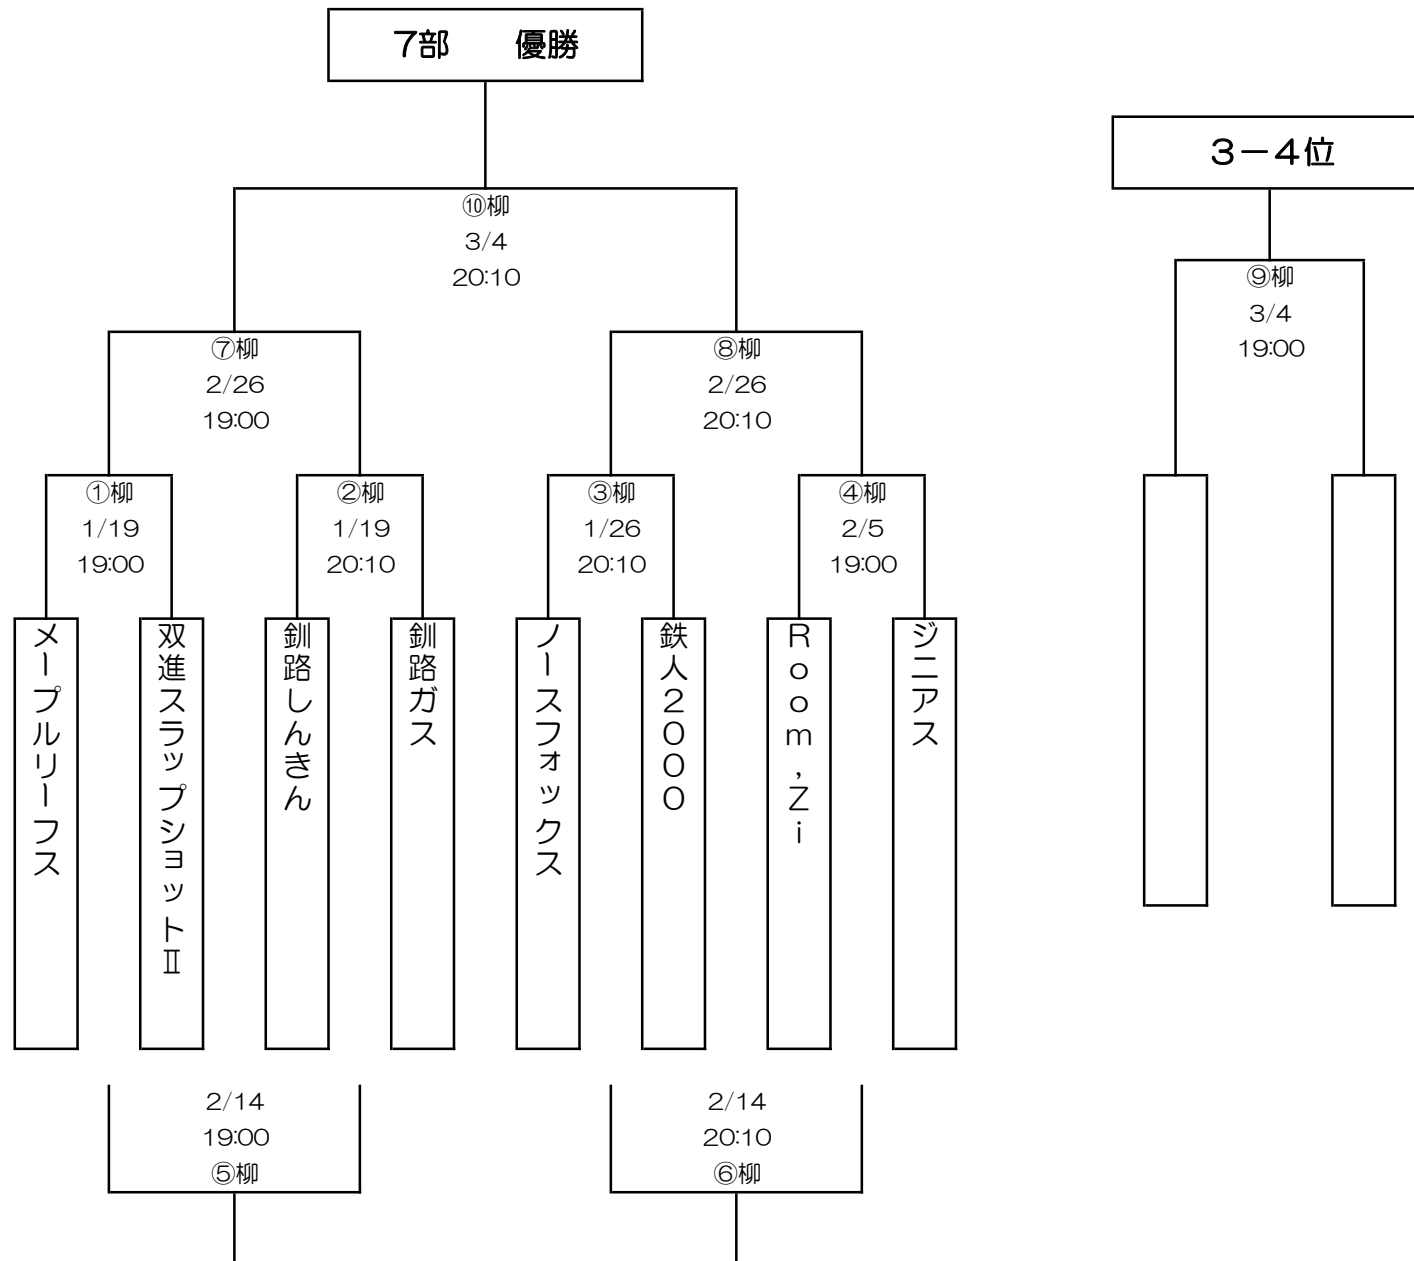 7部　　優勝
3－4位
⑩柳
3/4
20:10
⑨柳
3/4
19:00
⑦柳
2/26
19:00
⑧柳
2/26
20:10
①柳
1/19
19:00
②柳
1/19
20:10
③柳
1/26
20:10
④柳
2/5
19:00
メープルリーフス
双進スラップショットⅡ
釧路しんきん
釧路ガス
ノースフォックス
鉄人2000
Room,Zi
ジニアス
2/14
19:00
⑤柳
2/14
20:10
⑥柳